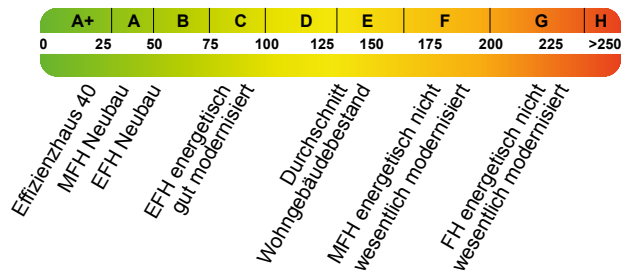 A+ A B C D E F G H
0 25 50 75 100 125 150 175 200 225 >250
Effizienzhaus 40
MFH Neubau
EFH Neubau
EFH energetisch
gut modernisiert
Durchschnitt
Wohngebäudebestand
MFH energetisch nicht
wesentlich modernisiert
FH energetisch nicht
wesentlich modernisiert